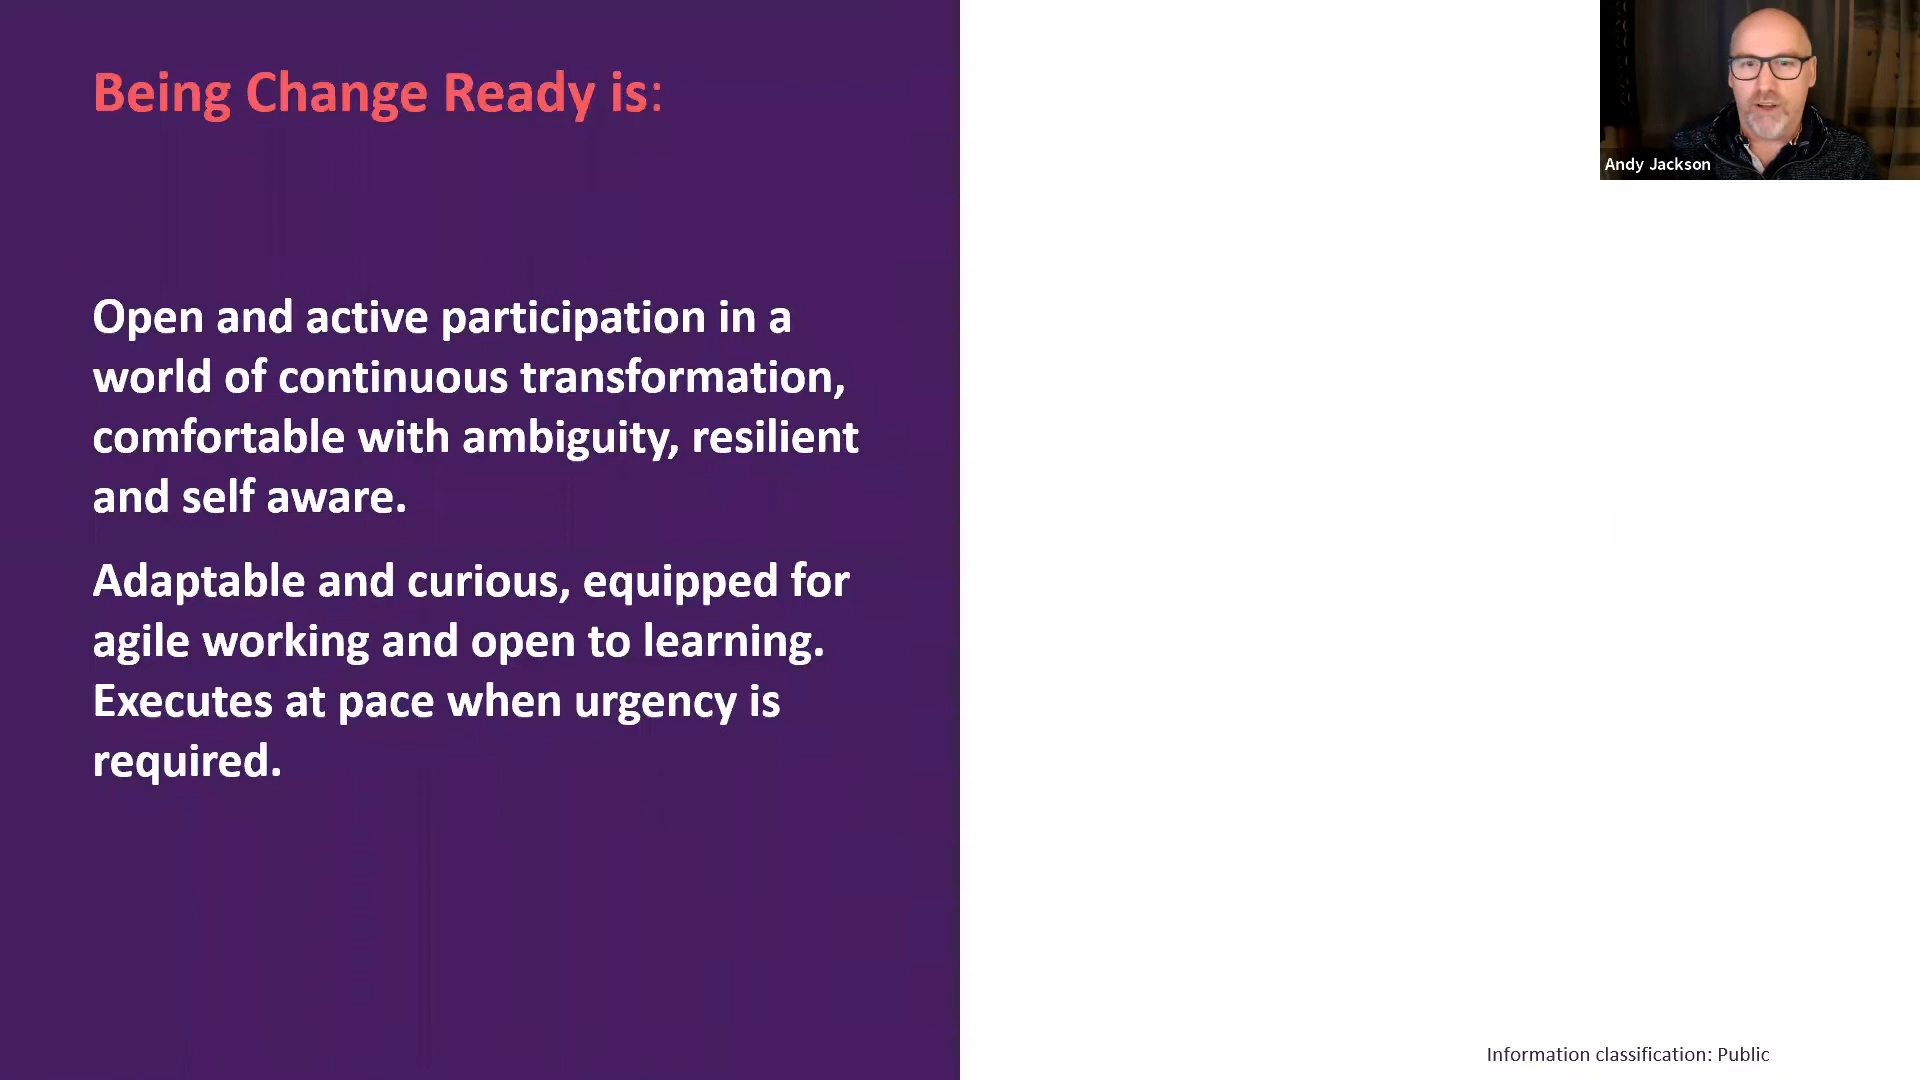 Being Change Ready is:
Open and active participation in a
world of continuous transformation,
comfortable with ambiguity, resilient
and self aware.
Adaptable and curious, equipped for
agile working and open to learning.
Executes at pace when urgency is
required.
Andy Jackson
Information classification: Public